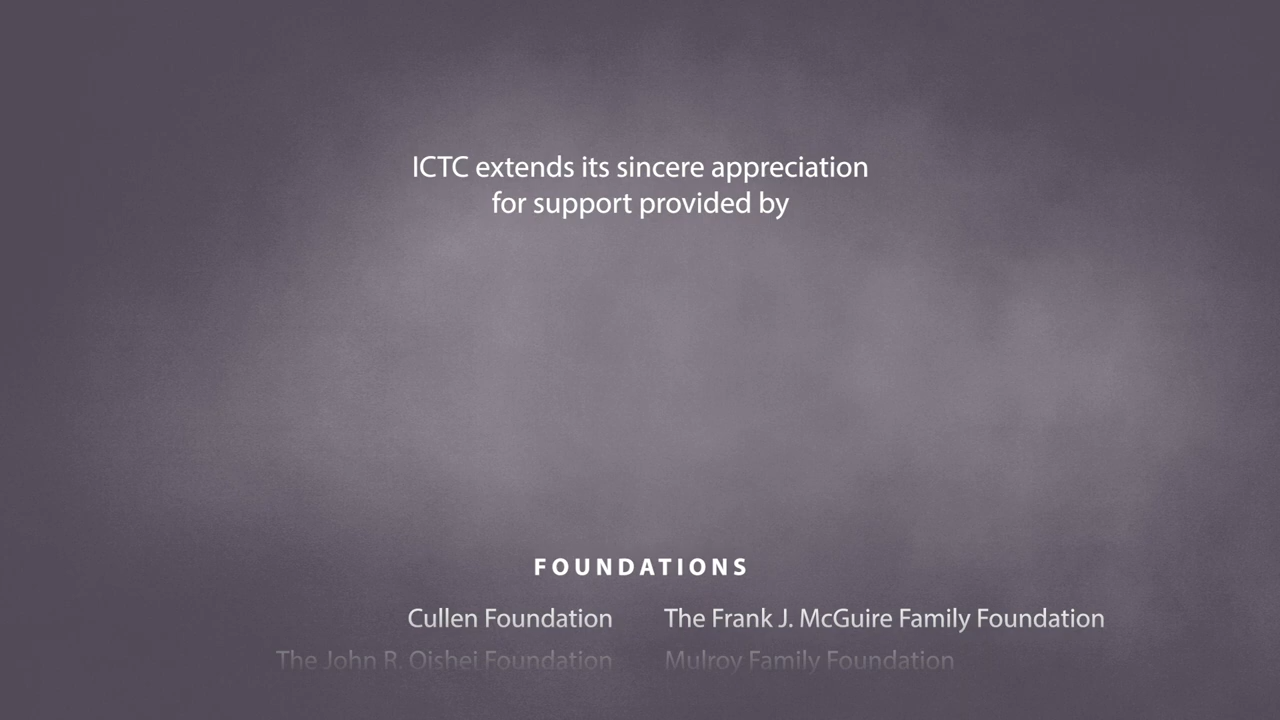 ICTC extends its sincere appreciation
for support provided by
FOUNDATIONS
Cullen Foundation The Frank J. McGuire Family Foundation
The John R. Oishei Foundation Mulroy Family Foundation